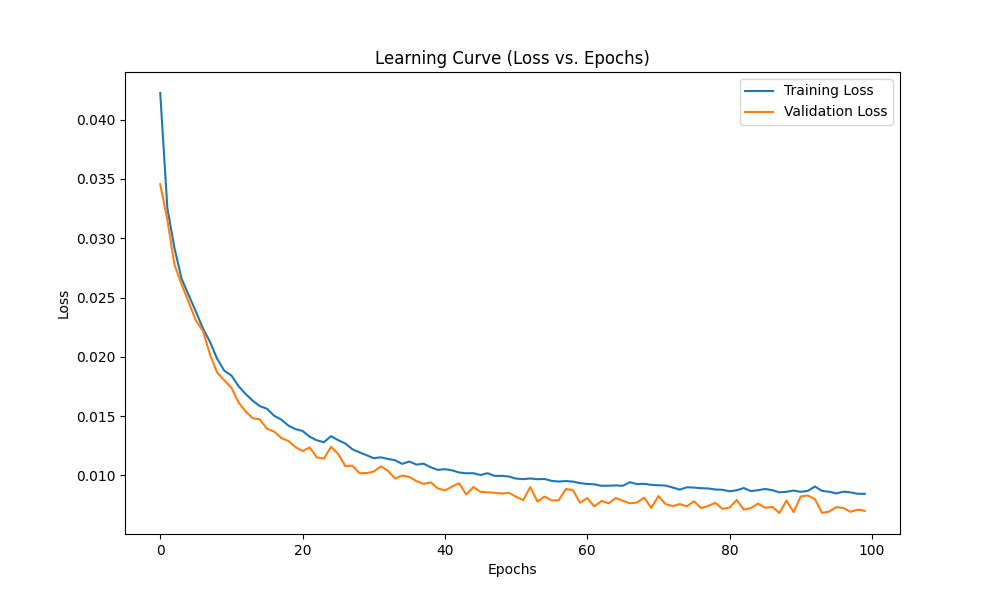 Learning Curve (Loss vs. Epochs)
Training Loss
Validation Loss
0.040
0.035
0.030
0.025
0.020
0.015
0.010
Loss
0 20 40 60 80 100
Epochs